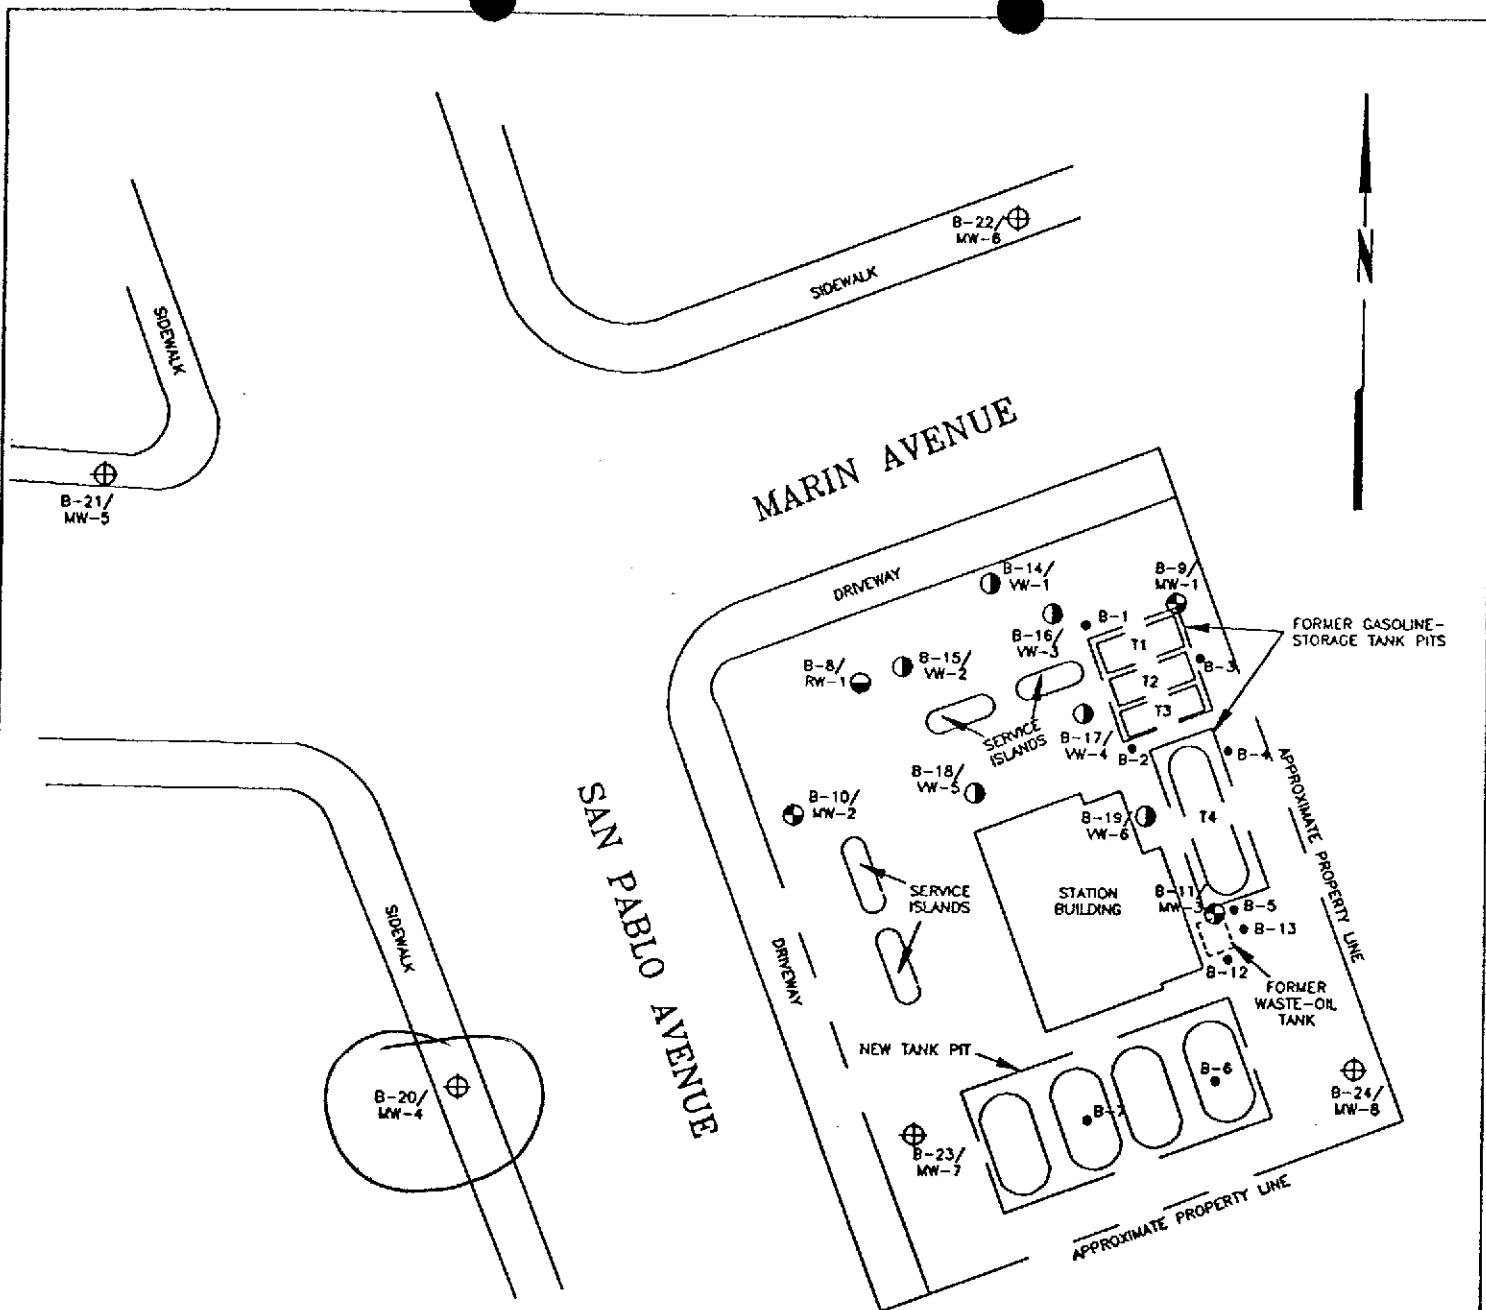 B-22/
MW-6
SIDEWALK
SIDEWALK
N
B-21/
MW-5
MARIN AVENUE
DRIVEWAY
B-14/
VW-1
B-9/
MW-1
B-16/
VW-3
B-1
T1
FORMER GASOLINE-
STORAGE TANK PITS
B-8/
RW-1
B-15/
VW-2
T2
B-3
T3
SERVICE
ISLANDS
B-17/
VW-4
B-2
B-4
B-18/
VW-5
B-10/
MW-2
B-19/
VW-6
T4
APPROXIMATE PROPERTY LINE
SAN PABLO AVENUE
SERVICE
ISLANDS
STATION
BUILDING
B-11/
MW-3
B-5
B-13
B-12
SIDEWALK
DRIVEWAY
FORMER
WASTE-OIL
TANK
NEW TANK PIT
B-6
B-20/
MW-4
B-7
B-24/
MW-8
B-23/
MW-7
APPROXIMATE PROPERTY LINE